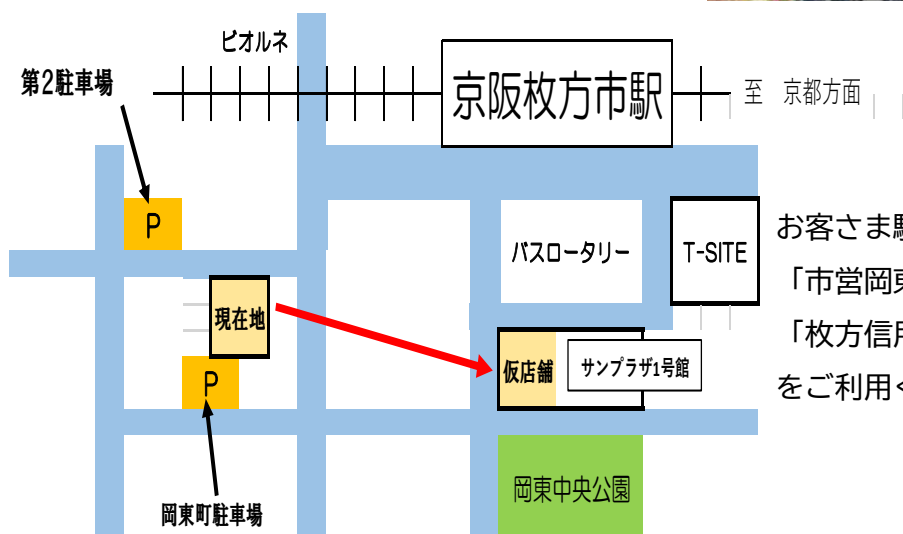 ビオルネ
第2駐車場
京阪枚方市駅
至 京都方面
P
バスロータリー
T-SITE
お客さま
「市営岡東
現在地
「枚方信用
仮店舗
サンプラザ1号館
P
をご利用く
岡東中央公園
岡東町駐車場